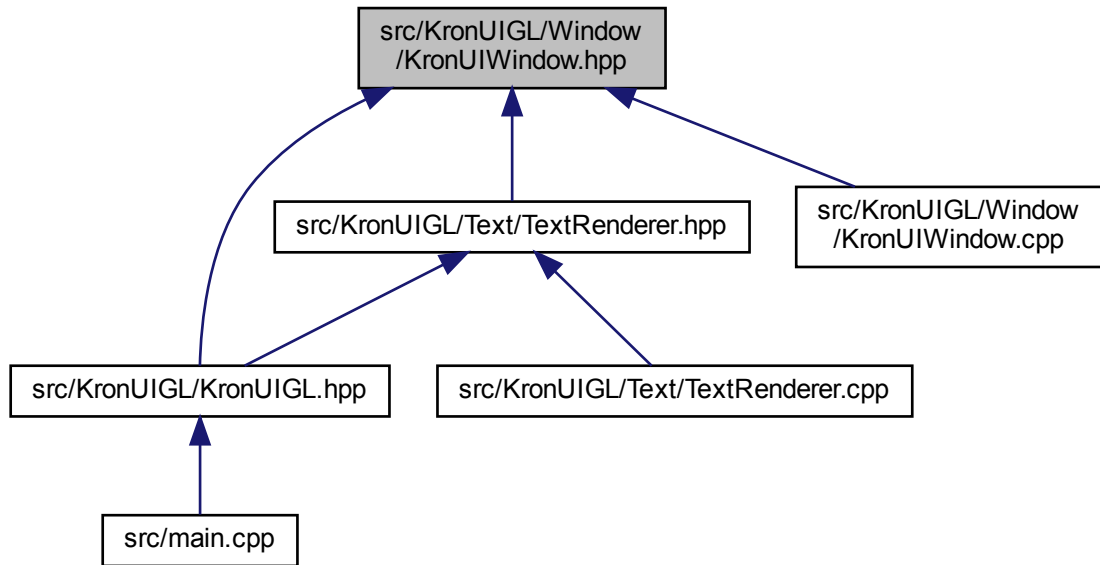 src/KronUIGL/Window
/KronUIWindow.hpp
src/KronUIGL/Text/TextRenderer.hpp
src/KronUIGL/Window
/KronUIWindow.cpp
src/KronUIGL/KronUIGL.hpp
src/KronUIGL/Text/TextRenderer.cpp
src/main.cpp